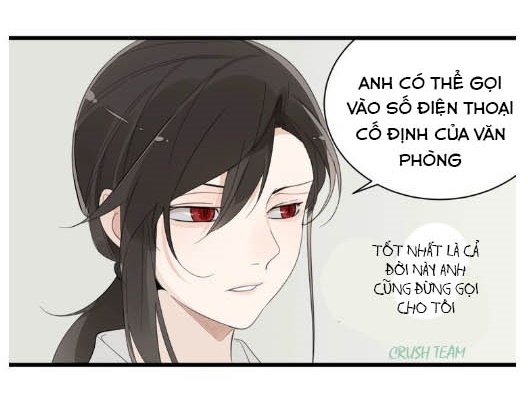 ANH CÓ THỂ GỌI
VÀO SỐ ĐIỆN THOẠI
CỐ ĐỊNH CỦA VĂN
PHÒNG
TỐT NHẤT LÀ CẢ
ĐỜI NÀY ANH
CŨNG ĐỪNG GỌI
CHO TÔI
CRUSH TEAM